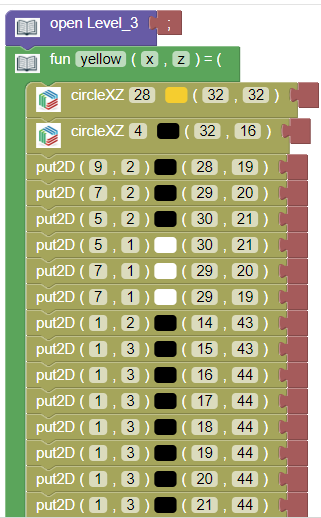 open Level_3 ;
fun yellow ( x , z ) = (
circleXZ 28 ( 32 , 32 )
circleXZ 4 ( 32 , 16 )
put2D ( 9 , 2 ) ( 28 , 19 )
put2D ( 7 , 2 ) ( 29 , 20 )
put2D ( 5 , 2 ) ( 30 , 21 )
put2D ( 5 , 1 ) ( 30 , 21 )
put2D ( 7 , 1 ) ( 29 , 20 )
put2D ( 7 , 1 ) ( 29 , 19 )
put2D ( 1 , 2 ) ( 14 , 43 )
put2D ( 1 , 3 ) ( 15 , 43 )
put2D ( 1 , 3 ) ( 16 , 44 )
put2D ( 1 , 3 ) ( 17 , 44 )
put2D ( 1 , 3 ) ( 18 , 44 )
put2D ( 1 , 3 ) ( 19 , 44 )
put2D ( 1 , 3 ) ( 20 , 44 )
put2D ( 1 , 3 ) ( 21 , 44 )